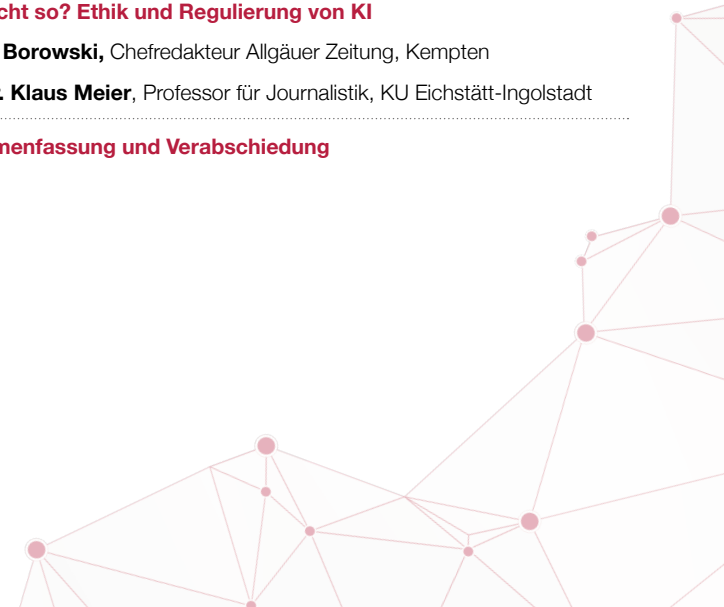 cht so? Ethik und Regulierung von KI
Borowski, Chefredakteur Allgäuer Zeitung, Kempten
. Klaus Meier, Professor für Journalistik, KU Eichstätt-Ingolstadt
menfassung und Verabschiedung